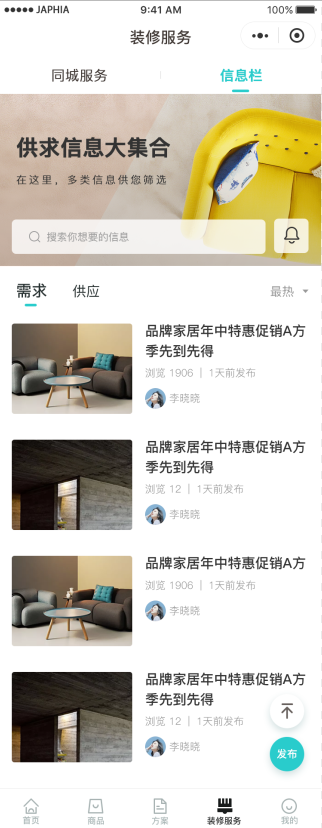 JAPHIA 9:41 AM 100%
装修服务
同城服务 信息栏
供求信息大集合
在这里，多类信息供您筛选
搜索你想要的信息
需求 供应 最热
品牌家居年中特惠促销A方
季先到先得
浏览 1906 | 1天前发布
李晓晓
品牌家居年中特惠促销A方
季先到先得
浏览 12 | 1天前发布
李晓晓
品牌家居年中特惠促销A方
浏览 1906 | 1天前发布
李晓晓
品牌家居年中特惠促销A方
季先到先得
浏览 12 | 1天前发布
李晓晓
发布
首页 商品 方案 装修服务 我的